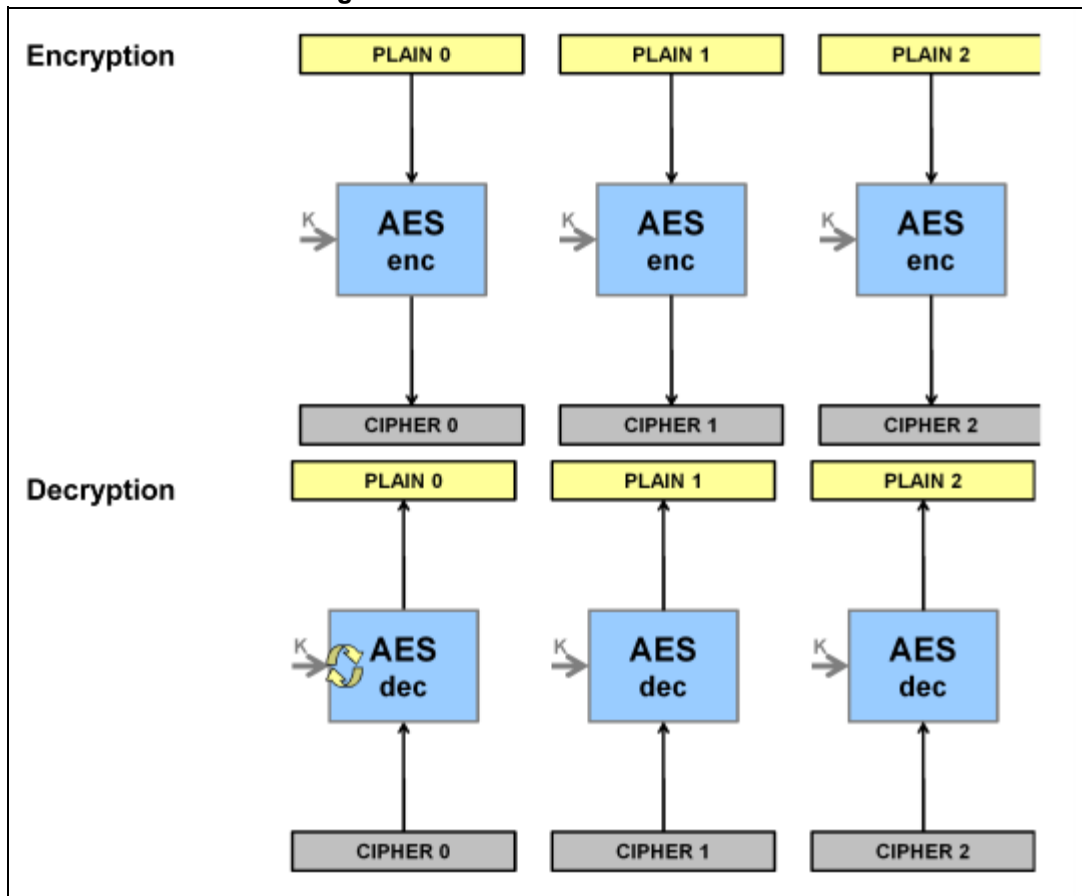 Encryption
PLAIN 0
PLAIN 1
PLAIN 2
K
AES
enc
K
AES
enc
K
AES
enc
CIPHER 0
CIPHER 1
CIPHER 2
Decryption
PLAIN 0
PLAIN 1
PLAIN 2
K
AES
dec
K
AES
dec
K
AES
dec
CIPHER 0
CIPHER 1
CIPHER 2